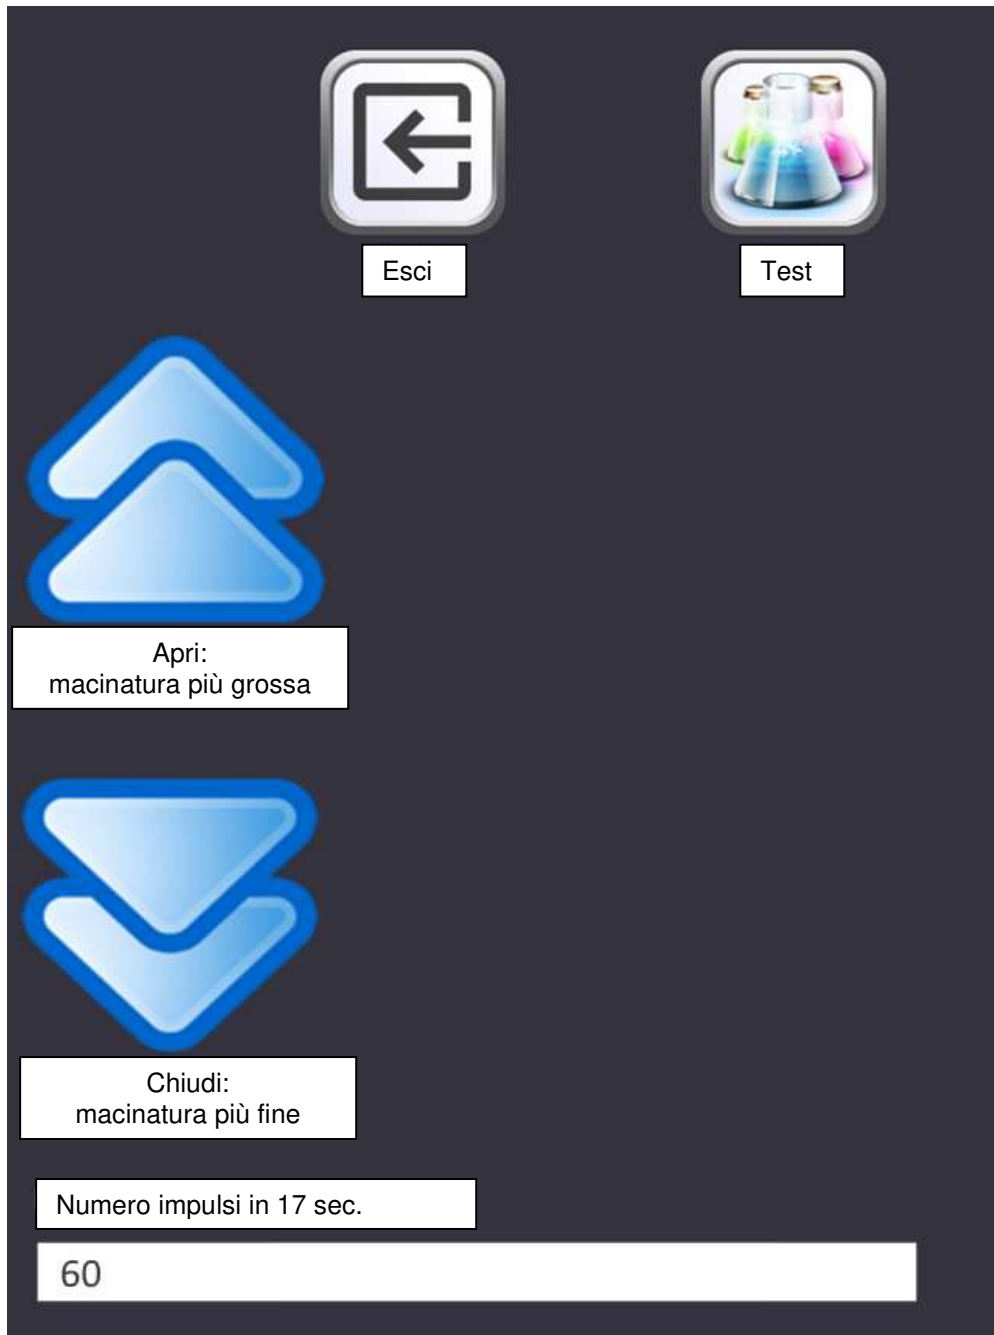 Esci
Test
Apri:
macinatura più grossa
Chiudi:
macinatura più fine
Numero impulsi in 17 sec.
60